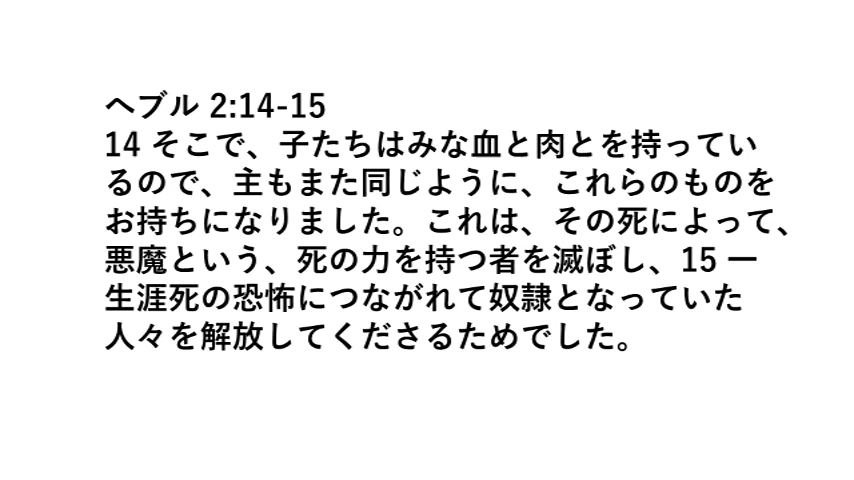 ヘブル 2:14-15
14 そこで、子たちはみな血と肉とを持ってい
るので、主もまた同じように、これらのものを
お持ちになりました。これは、その死によって、
悪魔という、死の力を持つ者を滅ぼし、15 一
生涯死の恐怖につながれて奴隷となっていた
人々を解放してくださるためでした。